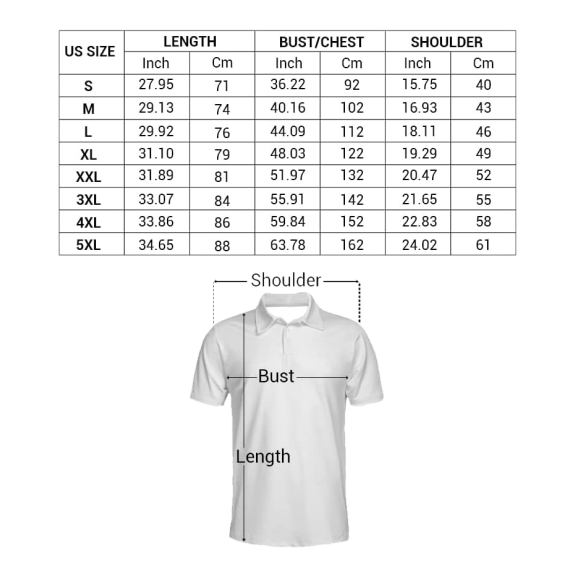 US SIZE LENGTH BUST/CHEST SHOULDER
Inch Cm Inch Cm Inch Cm
S 27.95 71 36.22 92 15.75 40
M 29.13 74 40.16 102 16.93 43
L 29.92 76 44.09 112 18.11 46
XL 31.10 79 48.03 122 19.29 49
XXL 31.89 81 51.97 132 20.47 52
3XL 33.07 84 55.91 142 21.65 55
4XL 33.86 86 59.84 152 22.83 58
5XL 34.65 88 63.78 162 24.02 61
Shoulder
Bust
Length